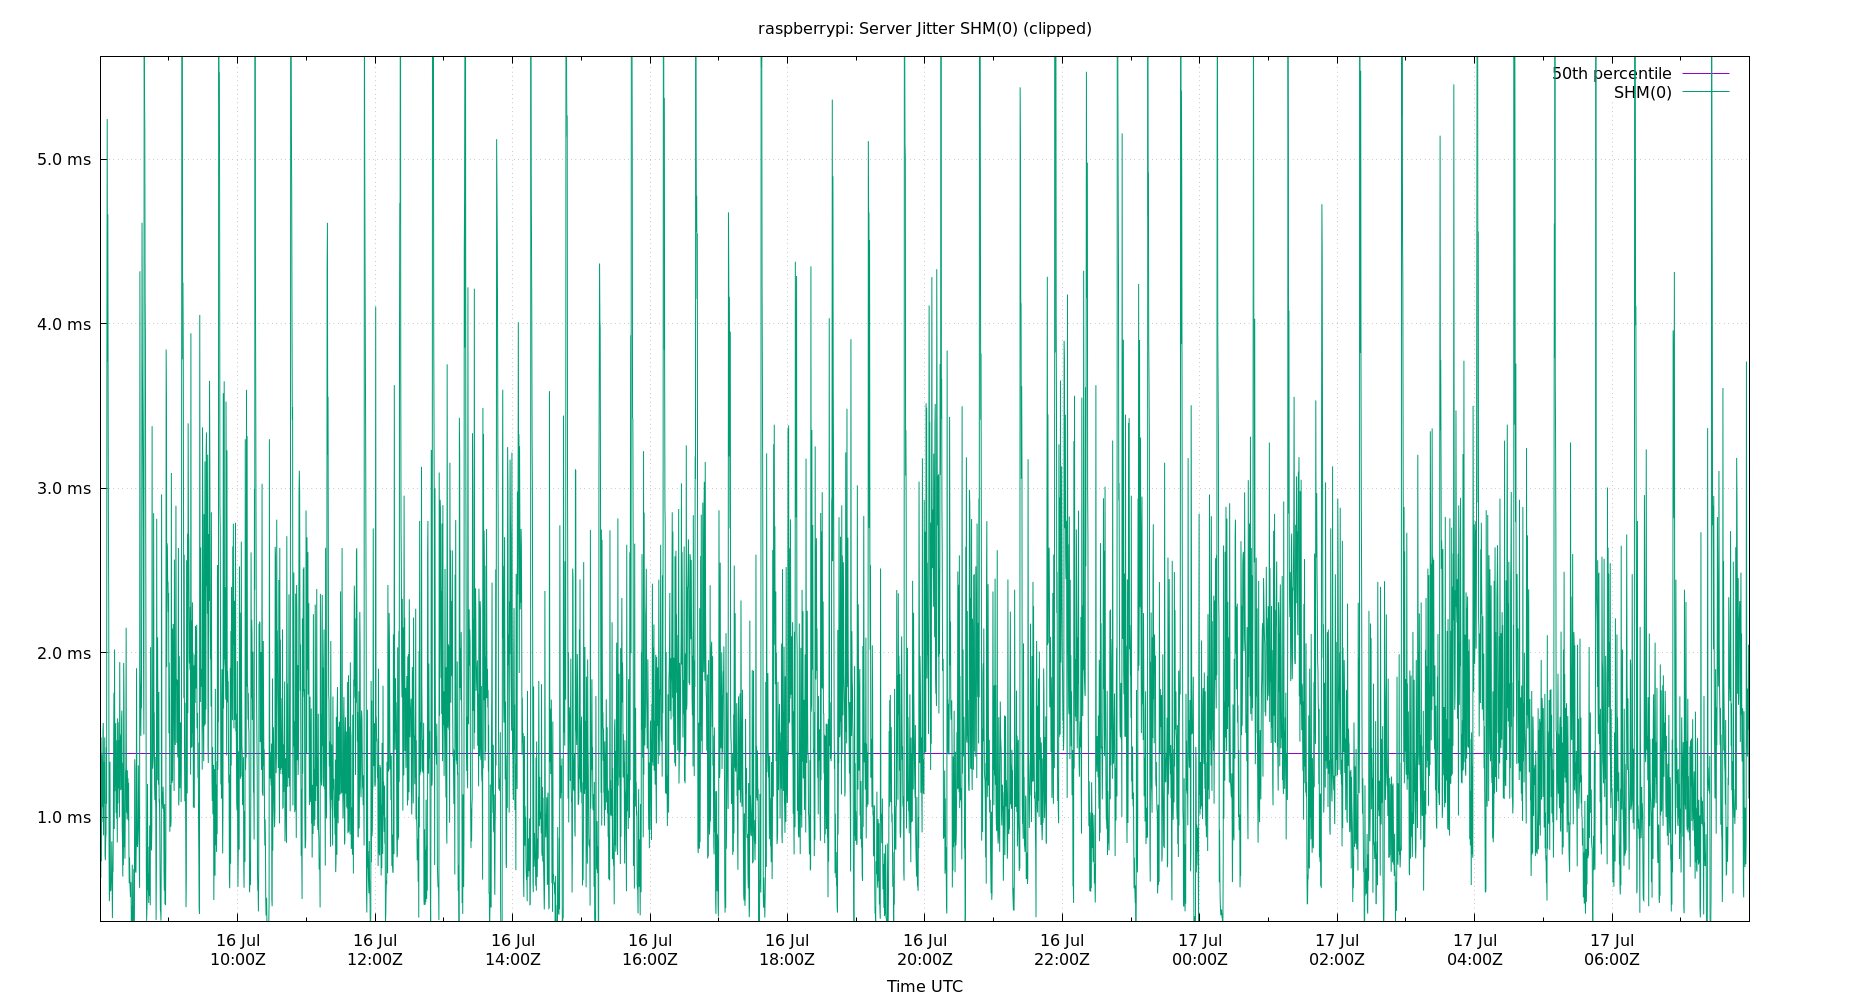 raspberrypi: Server Jitter SHM(0) (clipped)
50th percentile
SHM(0)
5.0 ms
4.0 ms
3.0 ms
2.0 ms
1.0 ms
16 Jul 16 Jul 16 Jul 16 Jul 16 Jul 16 Jul 16 Jul 17 Jul 17 Jul 17 Jul 17 Jul
10:00Z 12:00Z 14:00Z 16:00Z 18:00Z 20:00Z 22:00Z 00:00Z 02:00Z 04:00Z 06:00Z
Time UTC